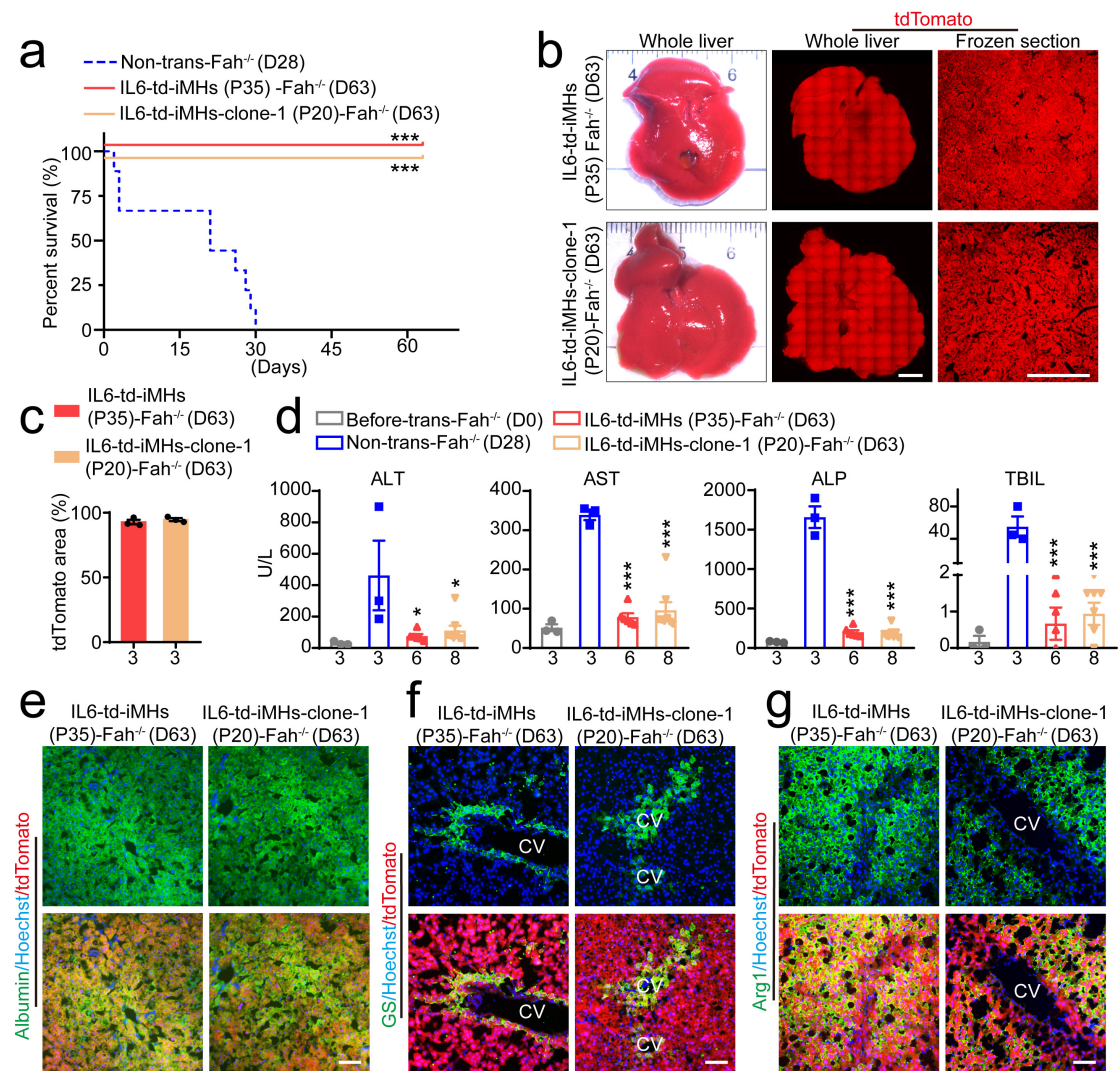 a
Non-trans-Fah-/- (D28)
IL6-td-iMHs (P35) -Fah-/- (D63)
IL6-td-iMHs-clone-1 (P20)-Fah-/- (D63)
Percent survival (%)
100
75
50
25
0
***
***
0 15 30 45 60
(Days)
b
tdTomato
Whole liver
Whole liver
Frozen section
IL6-td-iMHs
(P35) Fah-/- (D63)
4 6
IL6-td-iMHs-clone-1
(P20)-Fah-/- (D63)
5 6
c
IL6-td-iMHs
(P35)-Fah-/- (D63)
IL6-td-iMHs-clone-1
(P20)-Fah-/- (D63)
tdTomato area (%)
100
50
0
3 3
d
Before-trans-Fah-/- (D0)
Non-trans-Fah-/- (D28)
IL6-td-iMHs (P35)-Fah-/- (D63)
IL6-td-iMHs-clone-1 (P20)-Fah-/- (D63)
ALT
U/L
1000
800
600
400
200
0
* *
3 3 6 8
AST
400
300
200
100
0
*** ***
3 3 6 8
ALP
2000
1500
1000
500
0
*** ***
3 3 6 8
TBIL
80
40
2
1
0
*** ***
3 3 6 8
e
IL6-td-iMHs
(P35)-Fah-/- (D63)
IL6-td-iMHs-clone-1
(P20)-Fah-/- (D63)
Albumin/Hoechst/tdTomato
f
IL6-td-iMHs
(P35)-Fah-/- (D63)
IL6-td-iMHs-clone-1
(P20)-Fah-/- (D63)
GS/Hoechst/tdTomato
CV
CV
CV
CV
CV
CV
g
IL6-td-iMHs
(P35)-Fah-/- (D63)
IL6-td-iMHs-clone-1
(P20)-Fah-/- (D63)
Arg1/Hoechst/tdTomato
CV
CV